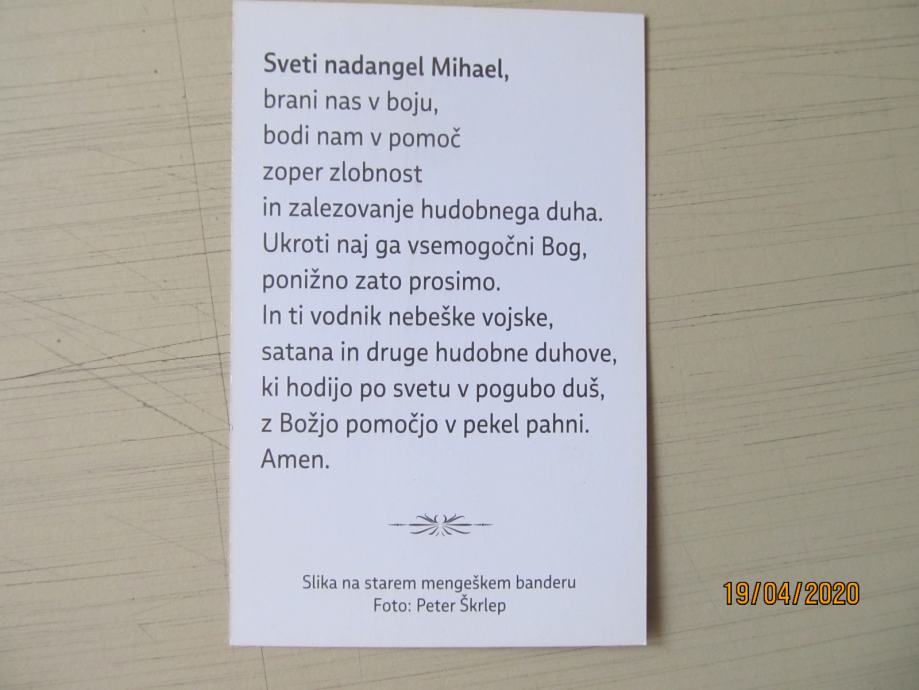 Sveti nadangel Mihael,
brani nas v boju,
bodi nam v pomoč
zoper zlobnost
in zalezovanje hudobnega duha.
Ukroti naj ga vsemogočni Bog,
ponižno zato prosimo.
In ti vodnik nebeške vojske,
satana in druge hudobne duhove,
ki hodijo po svetu v pogubo duš,
z Božjo pomočjo v pekel pahni.
Amen.
Slika na starem mengeškem banderu
Foto: Peter Škrlep
19/04/2020